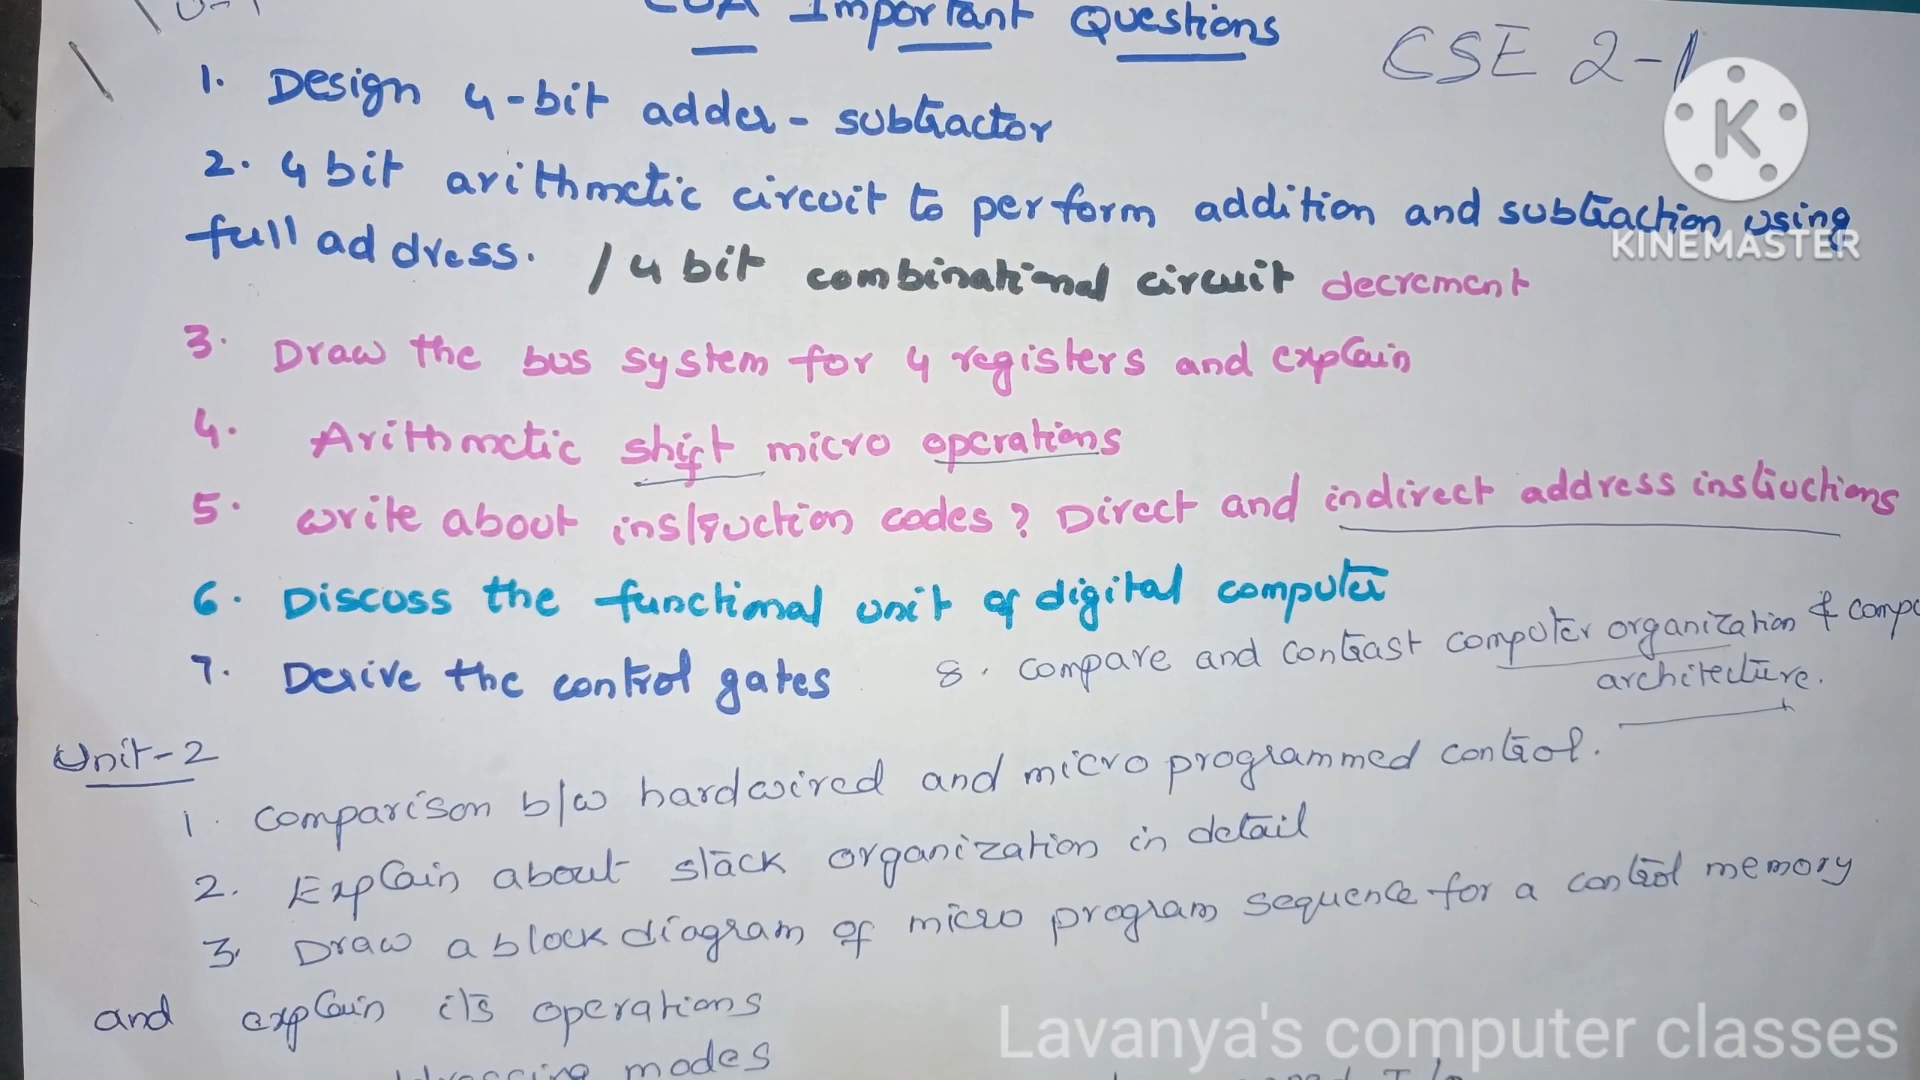 COA Important Questions
CSE 2-1
1. Design 4-bit adder - subtractor
2. 4 bit arithmetic circuit to perform addition and subtraction using
full address. / 4 bit combinational circuit decrement
3. Draw the bus system for 4 registers and explain
4. Arithmetic shift micro operations
5. write about instruction codes? Direct and indirect address instructions
6. Discuss the functional unit of digital computer
7. Derive the control gates 8. compare and contrast computer organization &
architecture.
Unit-2
1. comparison b/w hardwired and micro programmed control.
2. Explain about stack organization in detail
3. Draw a block diagram of micro program sequence for a control memory
and explain its operations
modes
K
KINEMASTER
Lavanya's computer classes